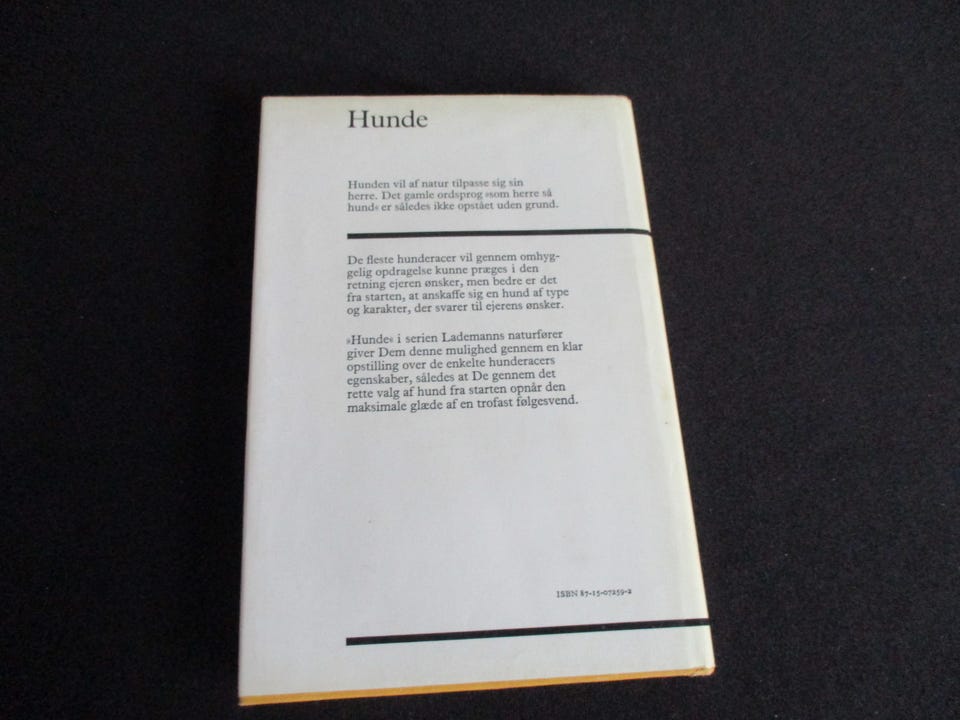 Hunde
Hunden vil af natur tilpasse sig sin
herre. Det gamle ordsprog »som herre så
hund« er således ikke opstået uden grund.
De fleste hunderacer vil gennem omhyg-
gelig opdragelse kunne præges i den
retning ejeren ønsker, men bedre er det
fra starten, at anskaffe sig en hund af type
og karakter, der svarer til ejerens ønsker.
»Hunde« i serien Lademanns naturfører
giver Dem denne mulighed gennem en klar
opstilling over de enkelte hunderacers
egenskaber, således at De gennem det
rette valg af hund fra starten opnår den
maksimale glæde af en trofast følgesvend.
ISBN 87-15-07259-2